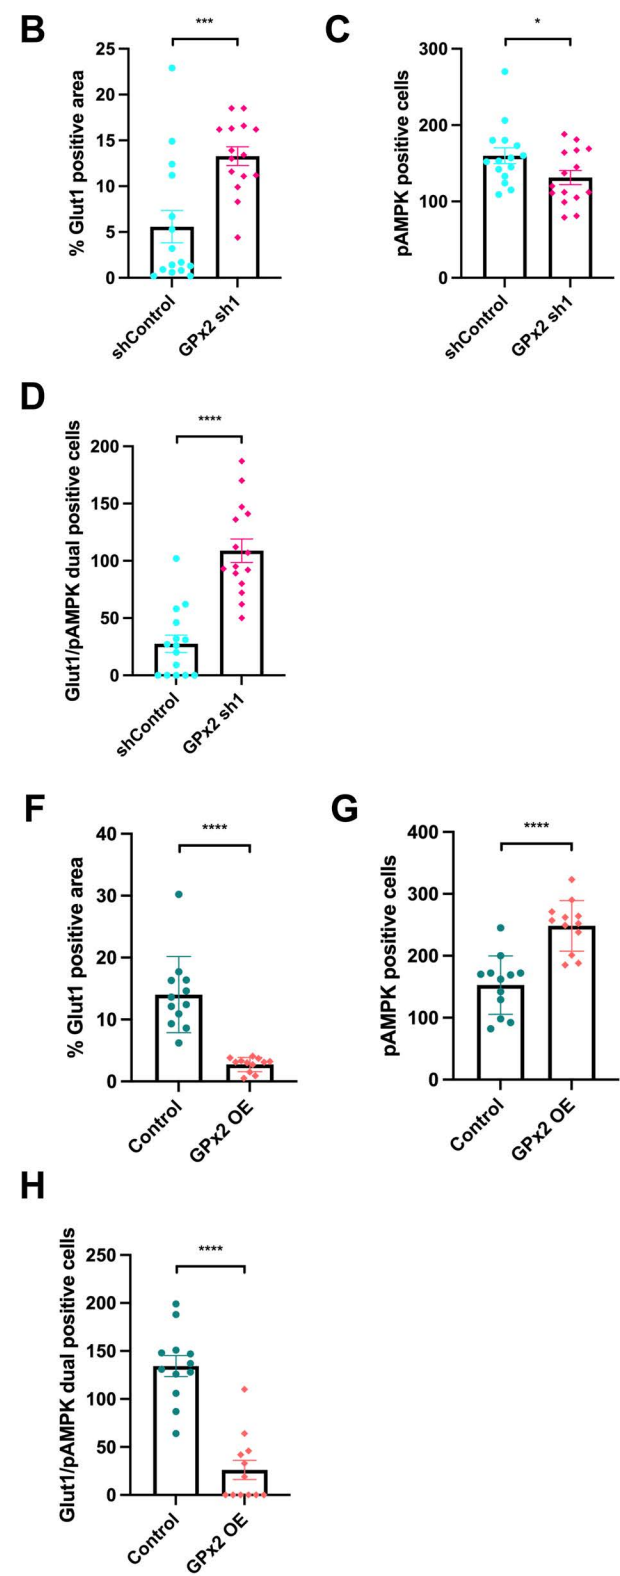 B
***
% Glut1 positive area
25
20
15
10
5
0
shControl
GPx2 sh1
C
*
pAMPK positive cells
300
200
100
0
shControl
GPx2 sh1
D
****
Glut1/pAMPK dual positive cells
200
150
100
50
0
shControl
GPx2 sh1
F
****
% Glut1 positive area
40
30
20
10
0
Control
GPx2 OE
G
****
pAMPK positive cells
400
300
200
100
0
Control
GPx2 OE
H
****
Glut1/pAMPK dual positive cells
250
200
150
100
50
0
Control
GPx2 OE